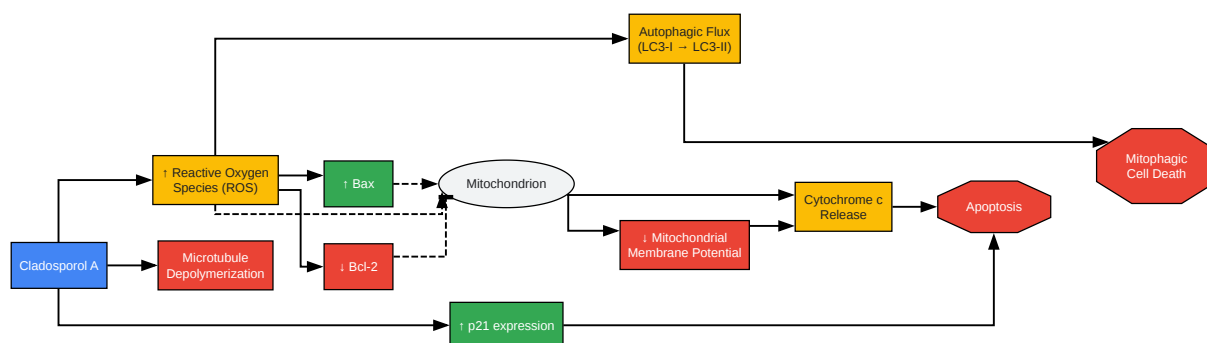 Autophagic Flux
(LC3-I → LC3-II)
Mitophagic
Cell Death
↑ Reactive Oxygen
Species (ROS)
↑ Bax
Mitochondrion
Cytochrome c
Release
Apoptosis
Cladosporol A
Microtubule
Depolymerization
↓ Bcl-2
↓ Mitochondrial
Membrane Potential
↑ p21 expression